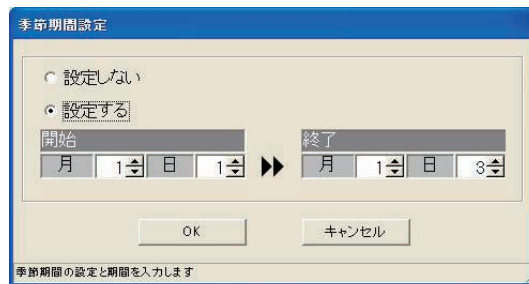 季節期間設定
設定しない
設定する
開始 終了
月 1 日 1 月 1 日 3
OK キャンセル
季節期間の設定と期間を入力します